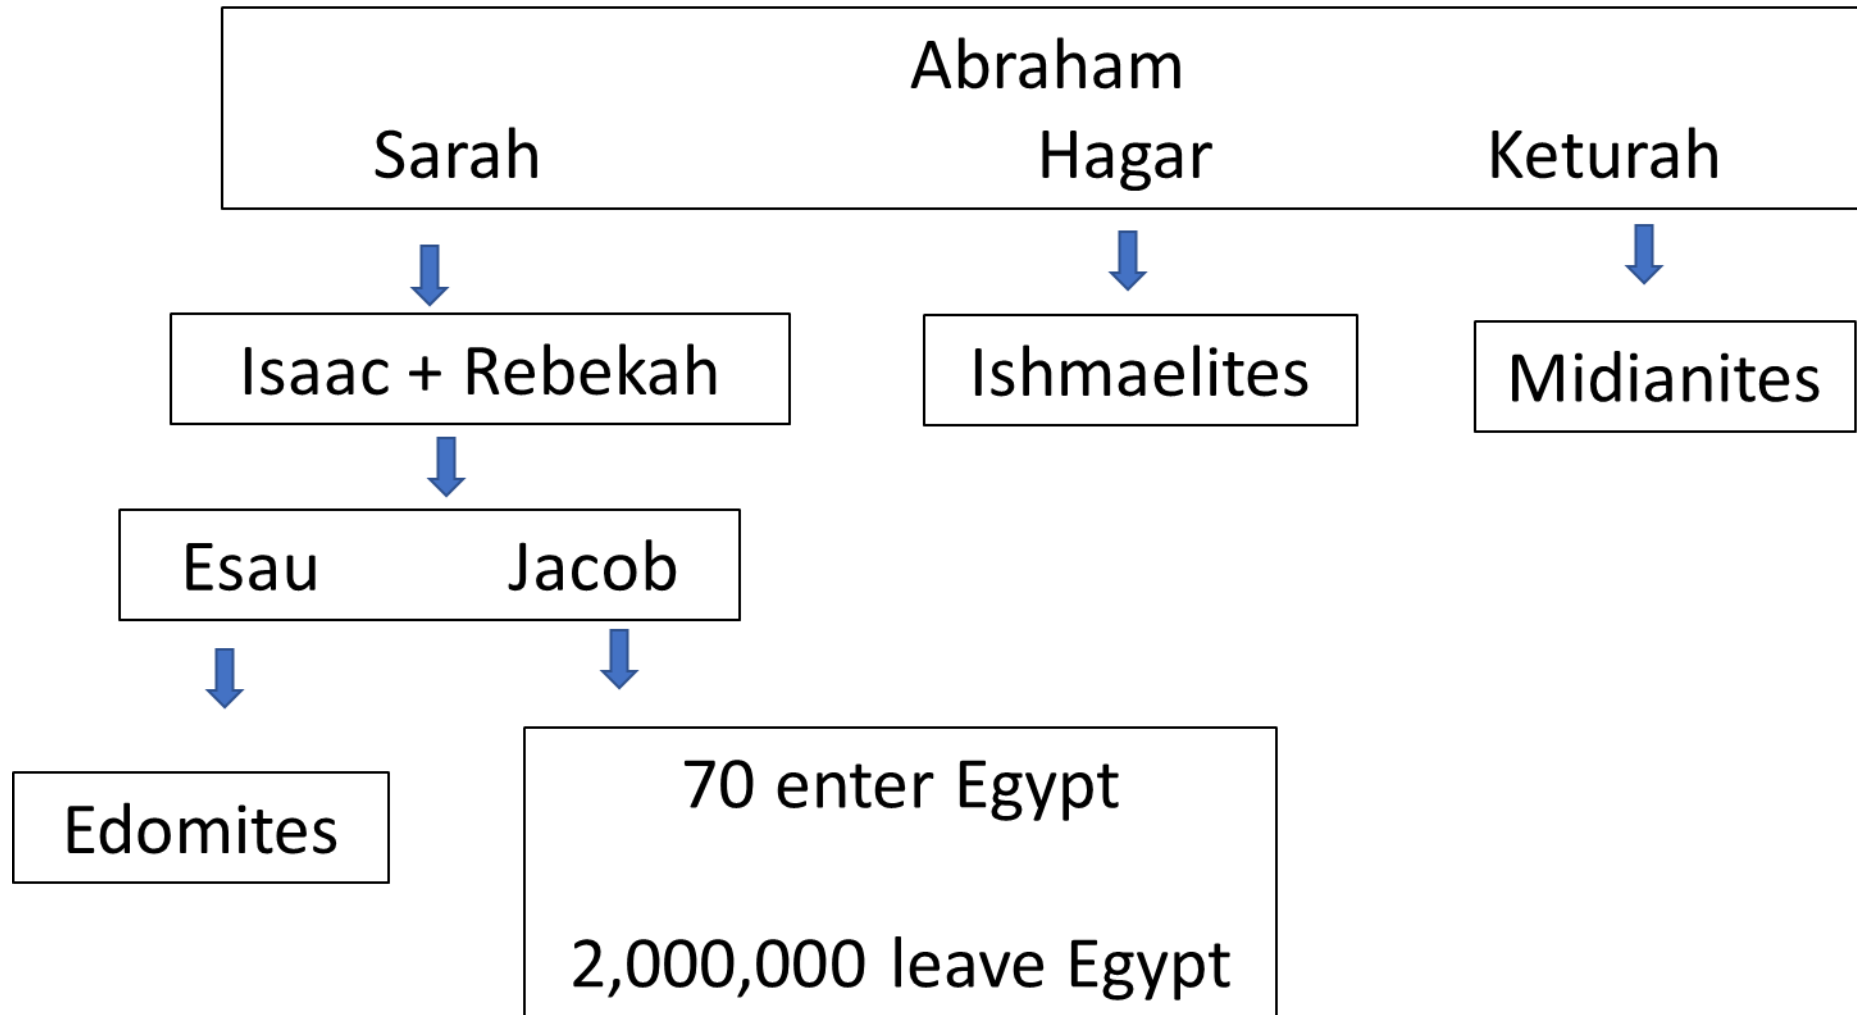 Abraham
Sarah Hagar Keturah
Isaac + Rebekah Ishmaelites Midianites
Esau Jacob
70 enter Egypt
Edomites
2,000,000 leave Egypt